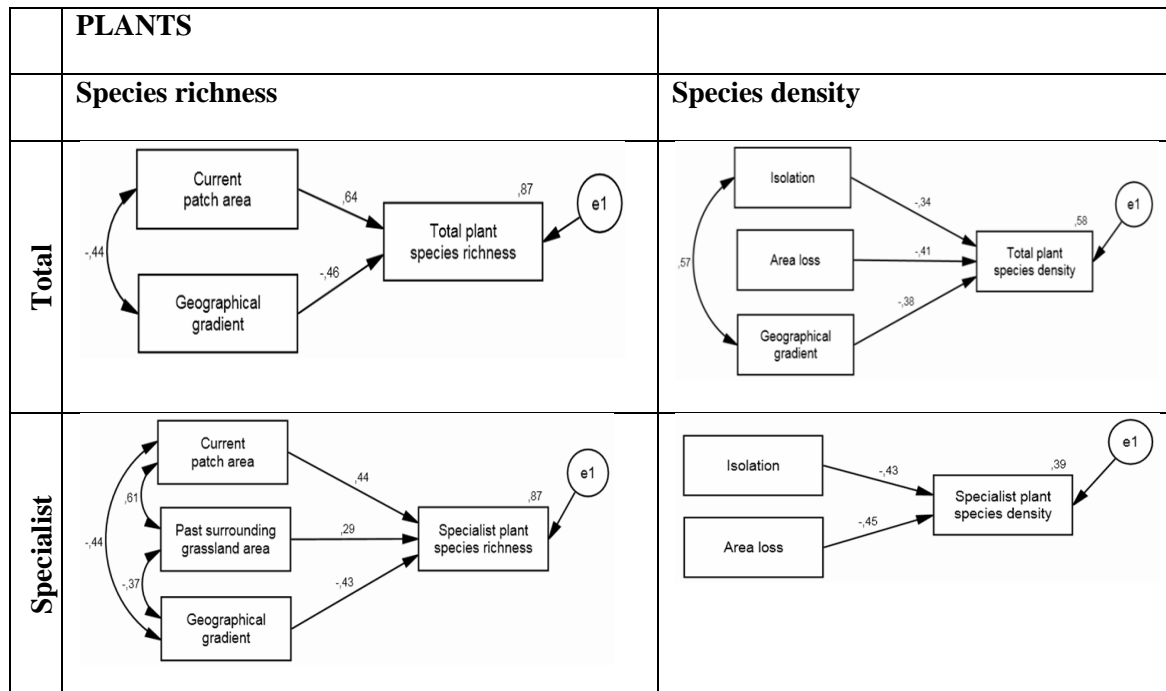 PLANTS
Species richness
Species density
Total
Current
patch area
,64
,87
Total plant
species richness
e1
-,44
-,46
Geographical
gradient
Isolation
-,34
,58
e1
Area loss
-,41
Total plant
species density
,57
-,38
Geographical
gradient
Specialist
Current
patch area
,44
,87
e1
,61
Past surrounding
grassland area
,29
Specialist plant
species richness
-,44
-,37
-,43
Geographical
gradient
Isolation
-,43
,39
e1
Specialist plant
species density
Area loss
-,45